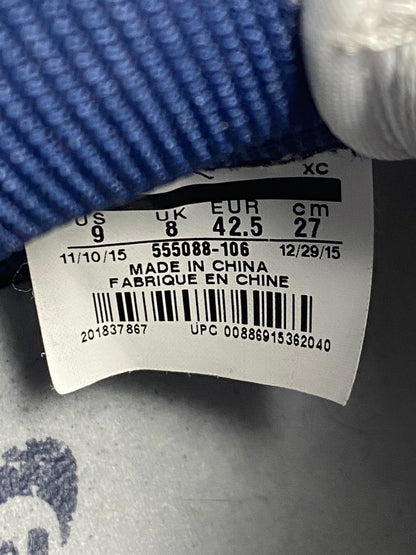 XC
US UK EUR cm
9 8 42.5 27
11/10/15 555088-106 12/29/15
MADE IN CHINA
FABRIQUE EN CHINE
201837867 UPC 00886915362040